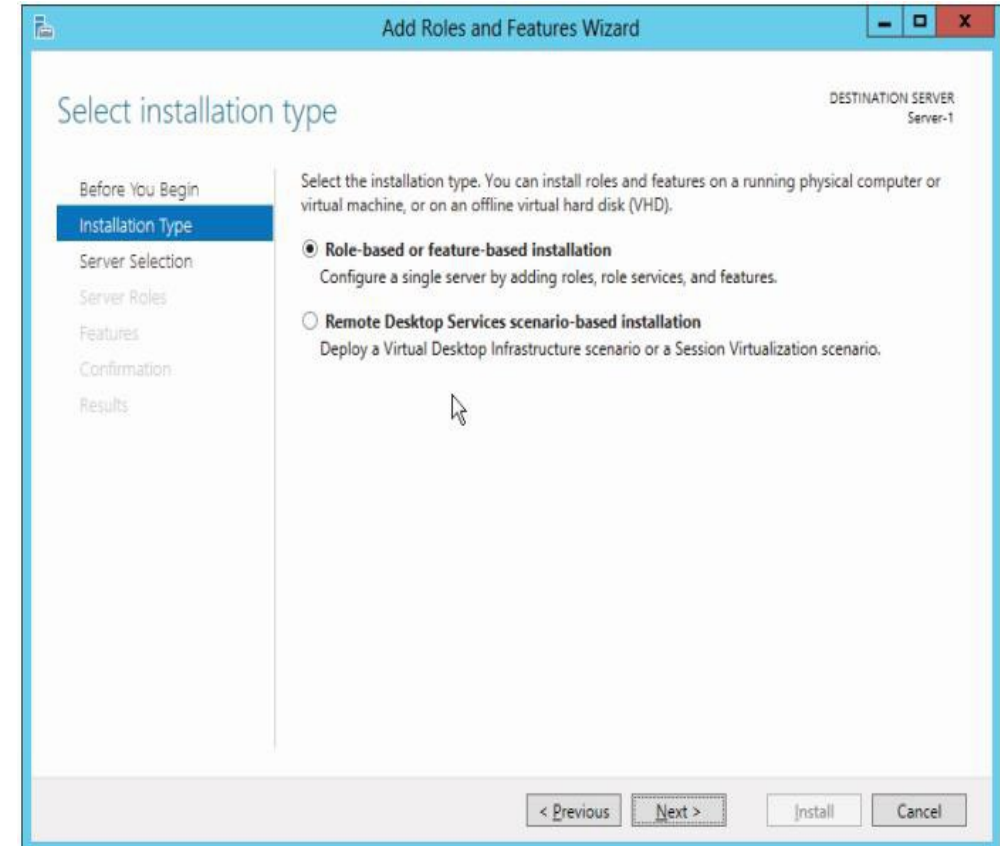 Add Roles and Features Wizard
Select installation type
DESTINATION SERVER
Server-1
Before You Begin
Installation Type
Server Selection
Server Roles
Features
Confirmation
Results
Select the installation type. You can install roles and features on a running physical computer or
virtual machine, or on an offline virtual hard disk (VHD).
Role-based or feature-based installation
Configure a single server by adding roles, role services, and features.
Remote Desktop Services scenario-based installation
Deploy a Virtual Desktop Infrastructure scenario or a Session Virtualization scenario.
< Previous Next > Install Cancel